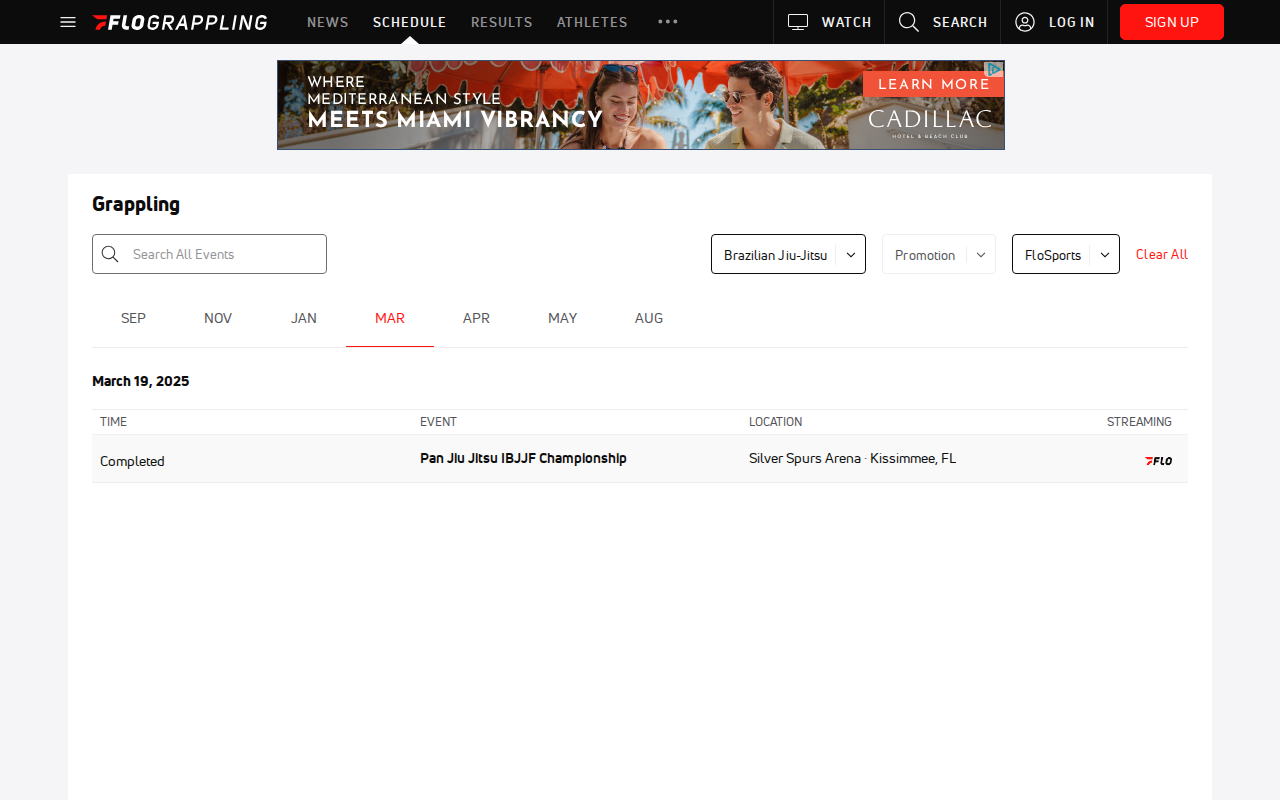 FLOGRAPPLING NEWS SCHEDULE RESULTS ATHLETES WATCH SEARCH LOG IN SIGN UP
WHERE
MEDITERRANEAN STYLE
MEETS MIAMI VIBRANCY
LEARN MORE
CADILLAC
HOTEL & BEACH CLUB
Grappling
Search All Events
Brazilian Jiu-Jitsu
Promotion
FloSports
Clear All
SEP NOV JAN MAR APR MAY AUG
March 19, 2025
TIME EVENT LOCATION STREAMING
Completed Pan Jiu Jitsu IBJJF Championship Silver Spurs Arena · Kissimmee, FL FLO